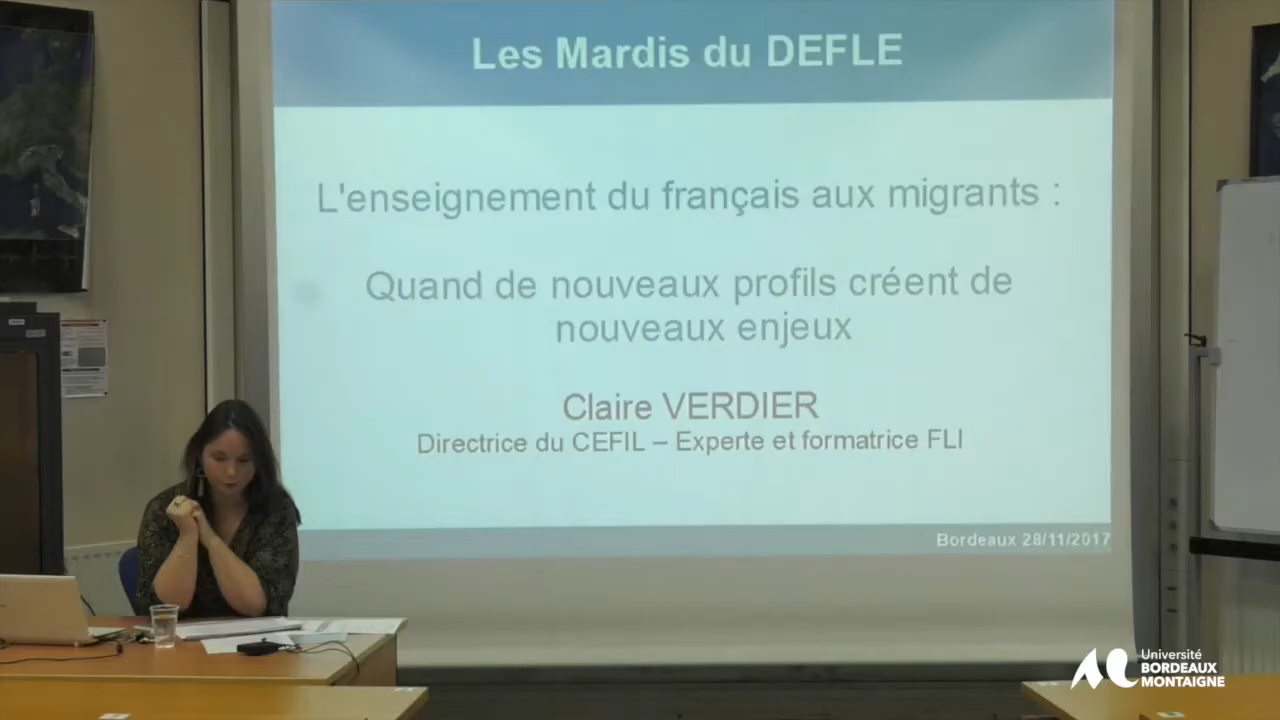 Les Mardis du DEFLE
L'enseignement du français aux migrants :
Quand de nouveaux profils créent de
nouveaux enjeux
Claire VERDIER
Directrice du CEFIL – Experte et formatrice FLI
Bordeaux 28/11/2017
Université
BORDEAUX
MONTAIGNE